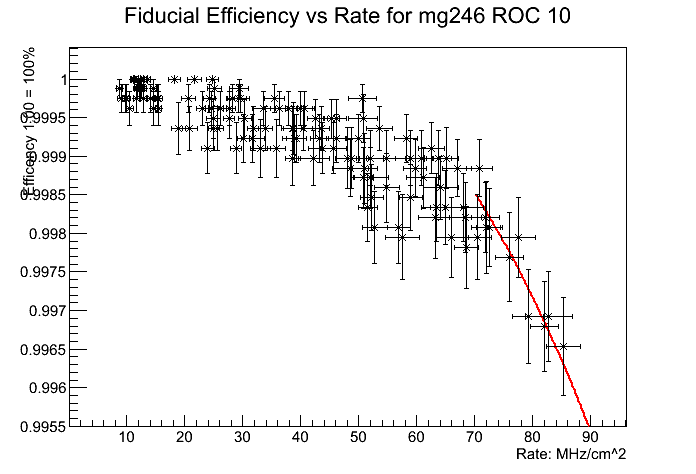 Fiducial Efficiency vs Rate for mg246 ROC 10
Efficency 1.00 = 100%
1
0.9995
0.999
0.9985
0.998
0.9975
0.997
0.9965
0.996
0.9955
10 20 30 40 50 60 70 80 90
Rate: MHz/cm^2